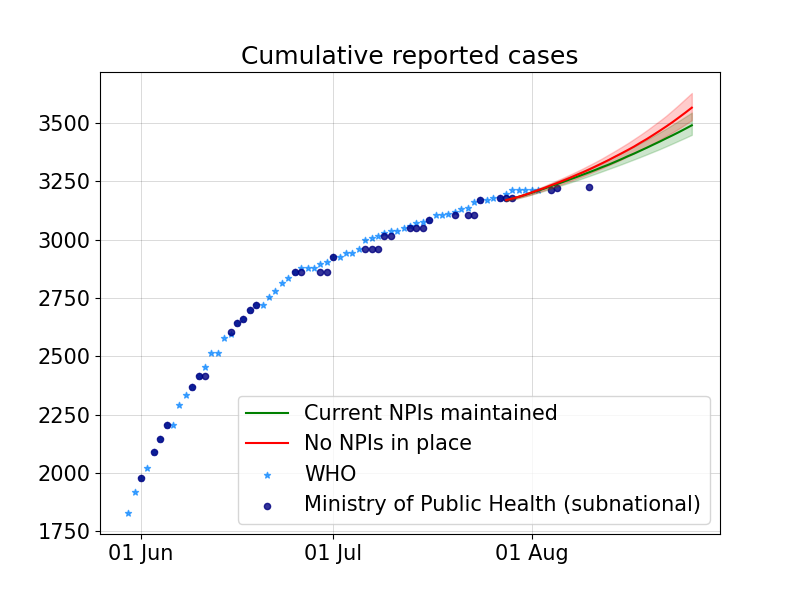 Cumulative reported cases
3500
3250
3000
2750
2500
2250
2000
1750
Current NPIs maintained
No NPIs in place
WHO
Ministry of Public Health (subnational)
01 Jun
01 Jul
01 Aug